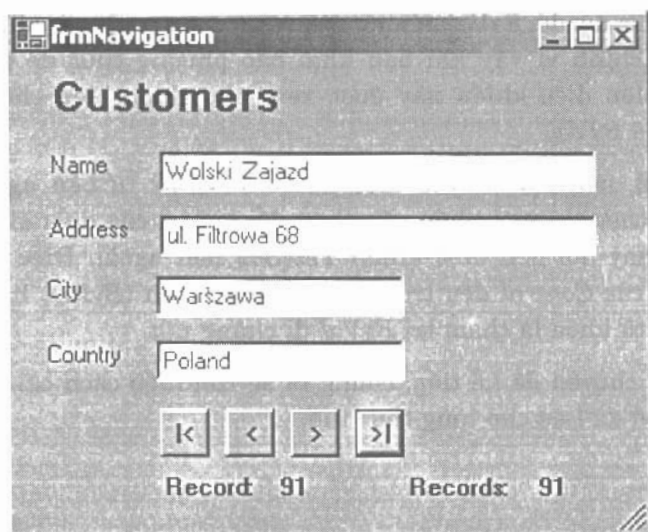 frmNavigation
Customers
Name Wolski Zajazd
Address ul. Filtrowa 68
City Warszawa
Country Poland
|< < > >|
Record: 91 Records: 91